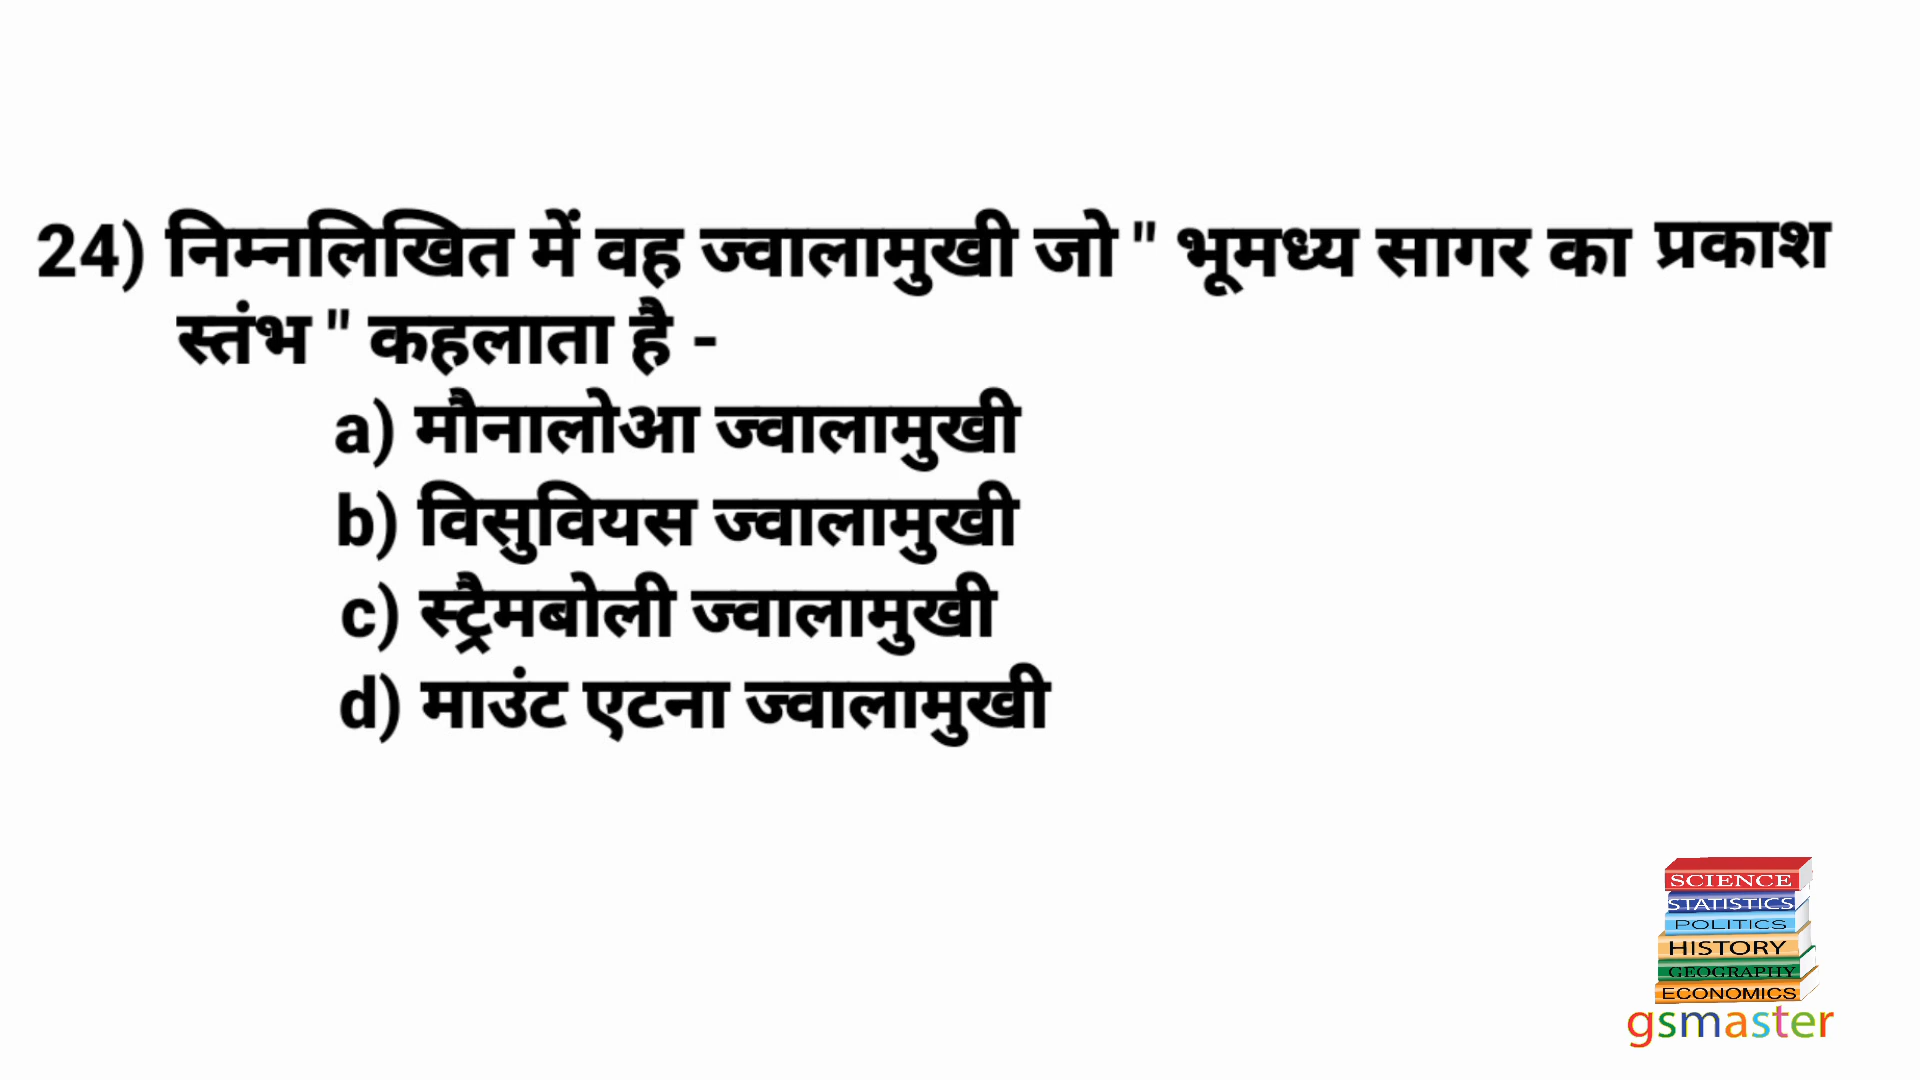 24) निम्नलिखित में वह ज्वालामुखी जो " भूमध्य सागर का प्रकाश
स्तंभ " कहलाता है -
a) मौनालोआ ज्वालामुखी
b) विसुवियस ज्वालामुखी
c) स्ट्रैमबोली ज्वालामुखी
d) माउंट एटना ज्वालामुखी
SCIENCE
STATISTICS
POLITICS
HISTORY
GEOGRAPHY
ECONOMICS
gsmaster